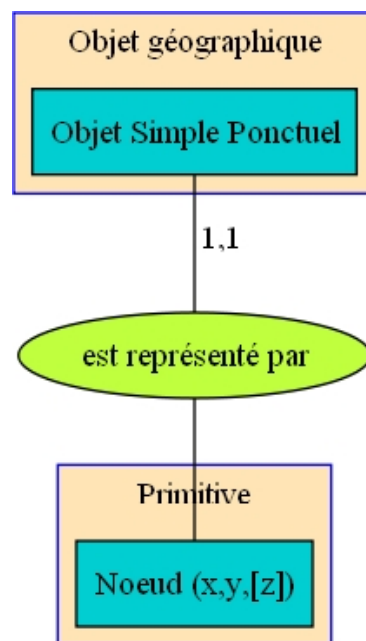 Objet géographique
Objet Simple Ponctuel
1,1
est représenté par
Primitive
Noeud (x,y,[z])